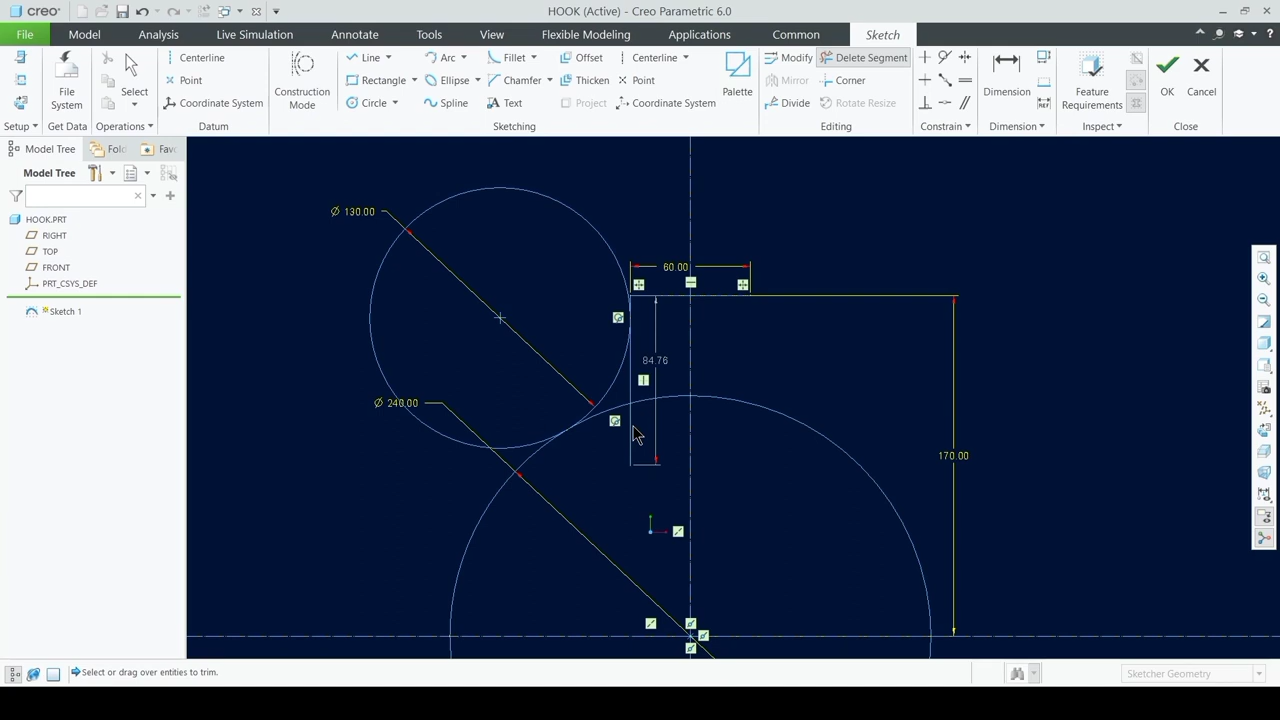 creo
HOOK (Active) - Creo Parametric 6.0
File
Model
Analysis
Live Simulation
Annotate
Tools
View
Flexible Modeling
Applications
Common
Sketch
Setup
File System
Get Data
Select
Operations
Centerline
Point
Coordinate System
Datum
Construction Mode
Line
Arc
Fillet
Offset
Centerline
Rectangle
Ellipse
Chamfer
Thicken
Point
Circle
Spline
Text
Project
Coordinate System
Palette
Sketching
Modify
Delete Segment
Mirror
Corner
Divide
Rotate Resize
Editing
Constrain
Dimension
Dimension
Feature Requirements
Inspect
OK
Cancel
Close
Model Tree
Fold
Favo
Model Tree
HOOK.PRT
RIGHT
TOP
FRONT
PRT_CSYS_DEF
Sketch 1
Ø 130.00
60.00
84.76
Ø 240.00
170.00
Select or drag over entities to trim.
Sketcher Geometry